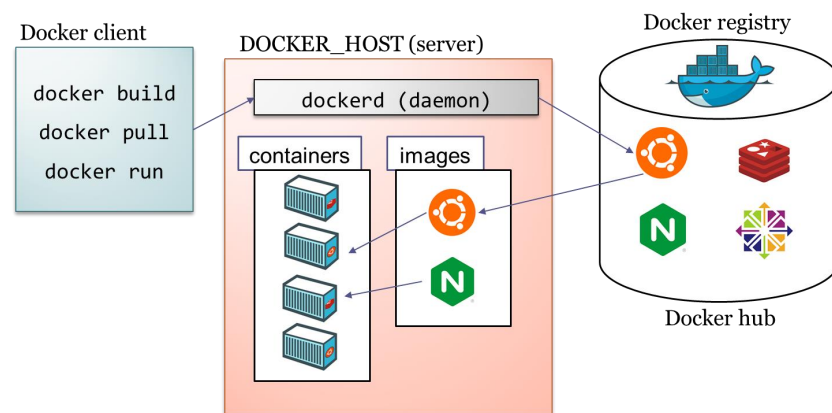 Docker client
docker build
docker pull
docker run
DOCKER_HOST (server)
dockerd (daemon)
containers
images
N
Docker registry
N
Docker hub